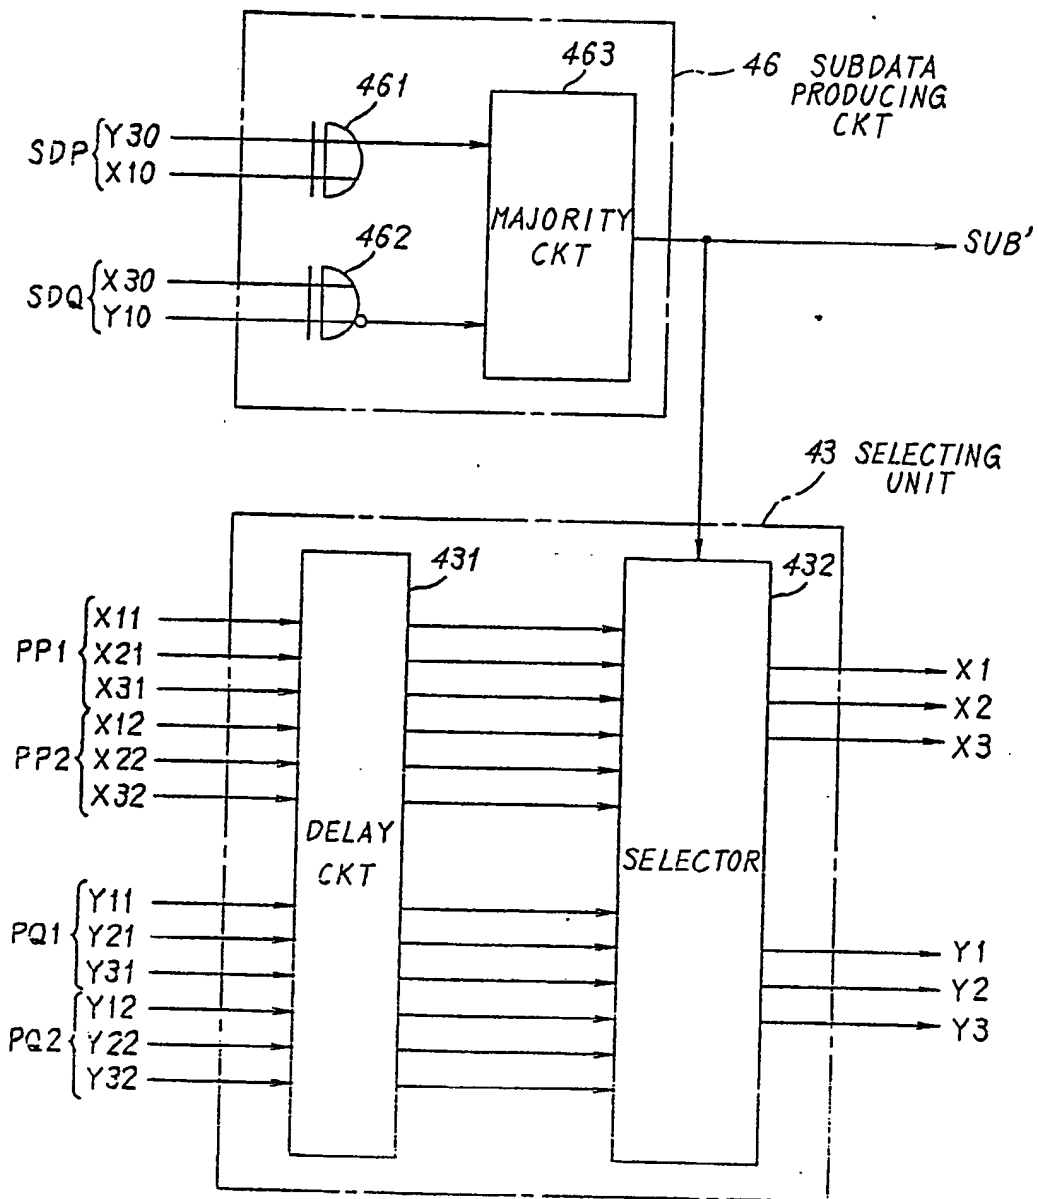 463
46 SUBDATA
PRODUCING
CKT
461
SDP
Y30
X10
MAJORITY
CKT
SUB'
462
SDQ
X30
Y10
43 SELECTING
UNIT
431
432
PP1
X11
X21
X31
PP2
X12
X22
X32
X1
X2
X3
DELAY
CKT
SELECTOR
PQ1
Y11
Y21
Y31
PQ2
Y12
Y22
Y32
Y1
Y2
Y3